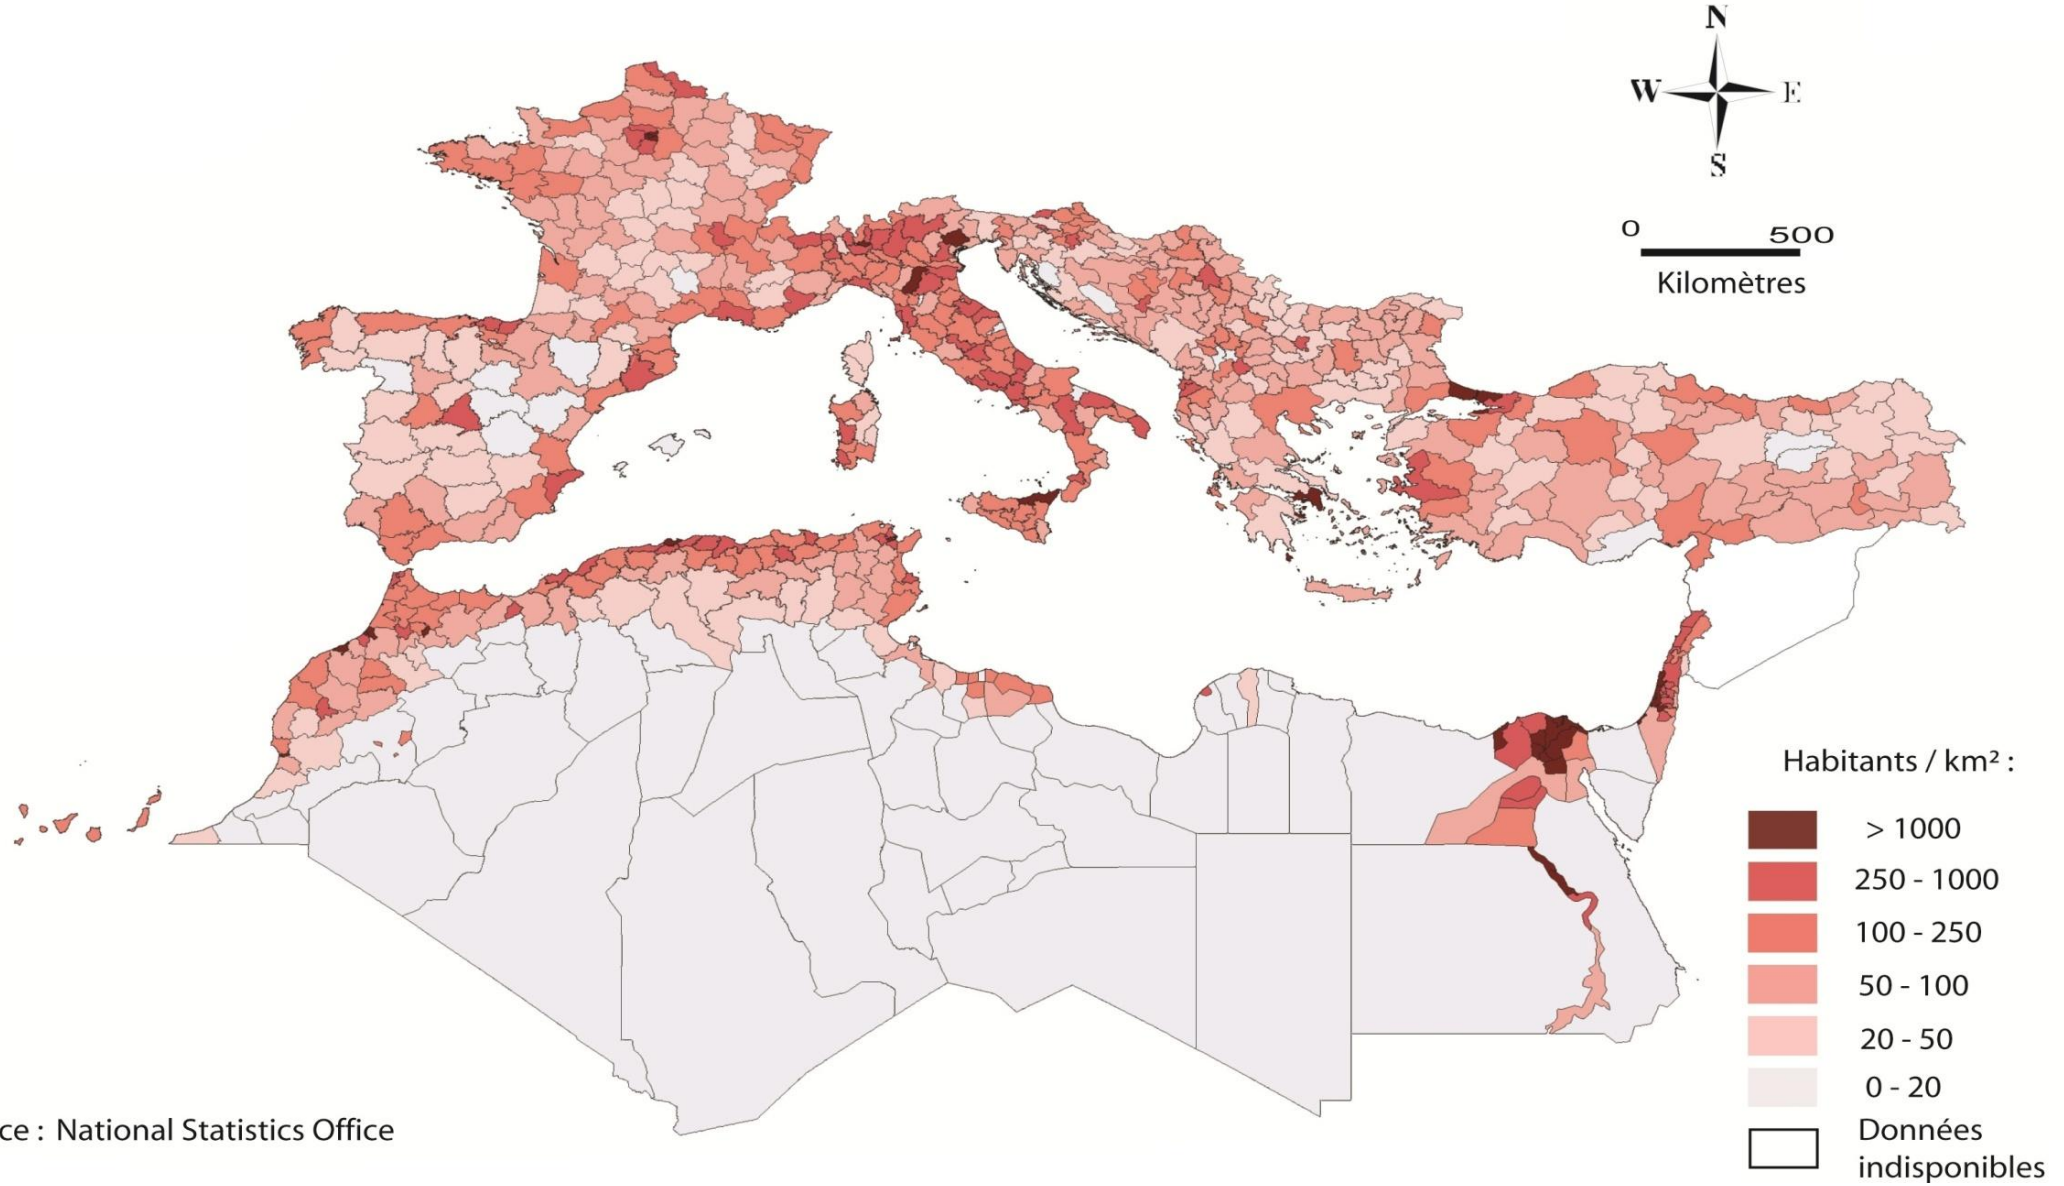 N
W E
S
0 500
Kilomètres
Habitants / km² :
> 1000
250 - 1000
100 - 250
50 - 100
20 - 50
0 - 20
Données
indisponibles
ce : National Statistics Office